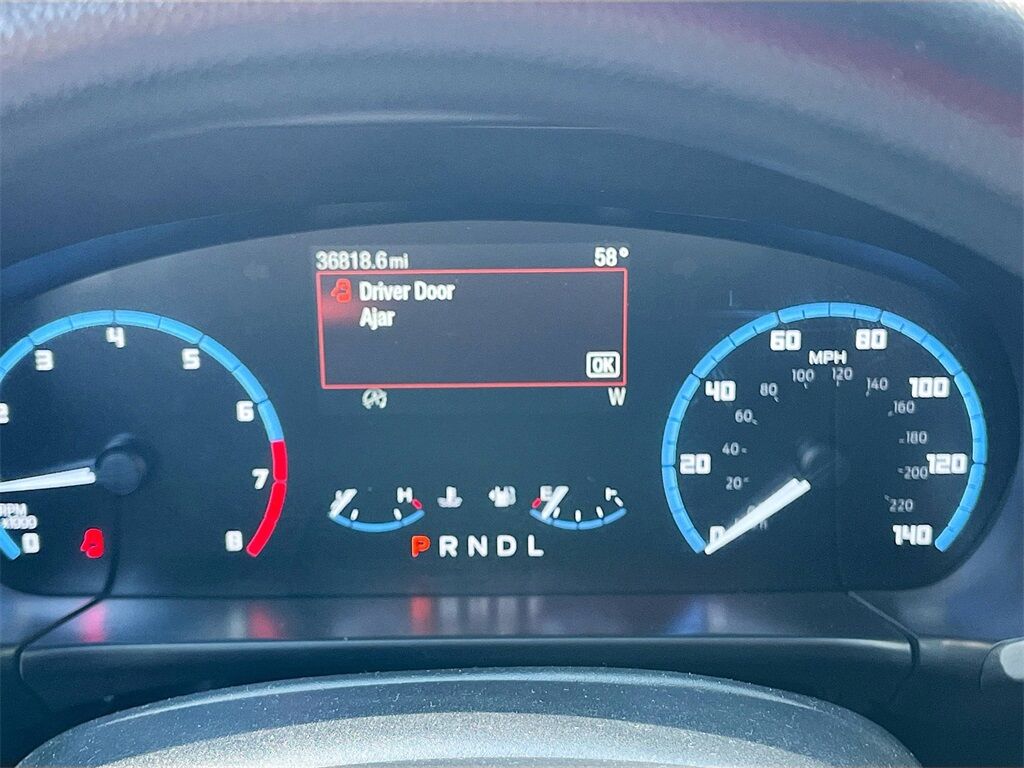 36818.6 mi 58°
Driver Door
Ajar
OK
W
2 3 4 5 6 7 8
RPM
x1000
0
H E F
P R N D L
MPH
0 20 40 60 80 100 120 140
20 40 60 80 100 120 140 160 180 200 220